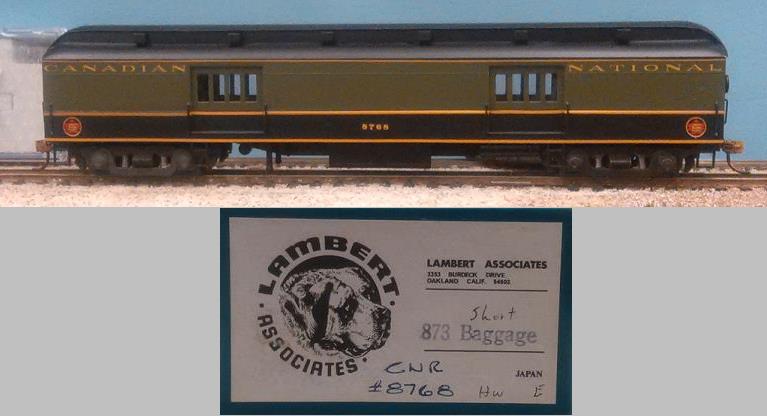 CANADIAN NATIONAL
8768
LAMBERT
ASSOCIATES
LAMBERT ASSOCIATES
3353 BURDECK DRIVE
OAKLAND CALIF. 94602
Short
873 Baggage
CNR
#8768
JAPAN
HW E